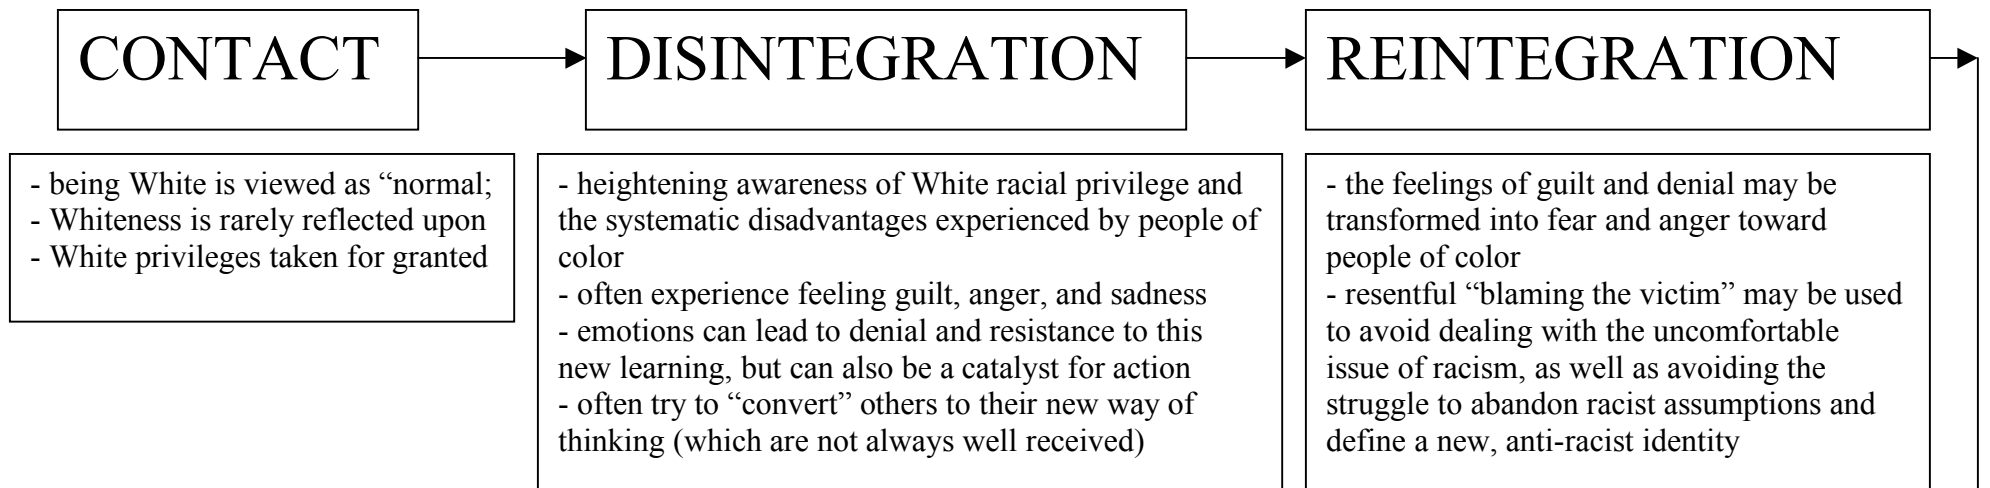 CONTACT
DISINTEGRATION
REINTEGRATION
- being White is viewed as “normal;
- Whiteness is rarely reflected upon
- White privileges taken for granted
- heightening awareness of White racial privilege and
the systematic disadvantages experienced by people of
color
- often experience feeling guilt, anger, and sadness
- emotions can lead to denial and resistance to this
new learning, but can also be a catalyst for action
- often try to “convert” others to their new way of
thinking (which are not always well received)
- the feelings of guilt and denial may be
transformed into fear and anger toward
people of color
- resentful “blaming the victim” may be used
to avoid dealing with the uncomfortable
issue of racism, as well as avoiding the
struggle to abandon racist assumptions and
define a new, anti-racist identity